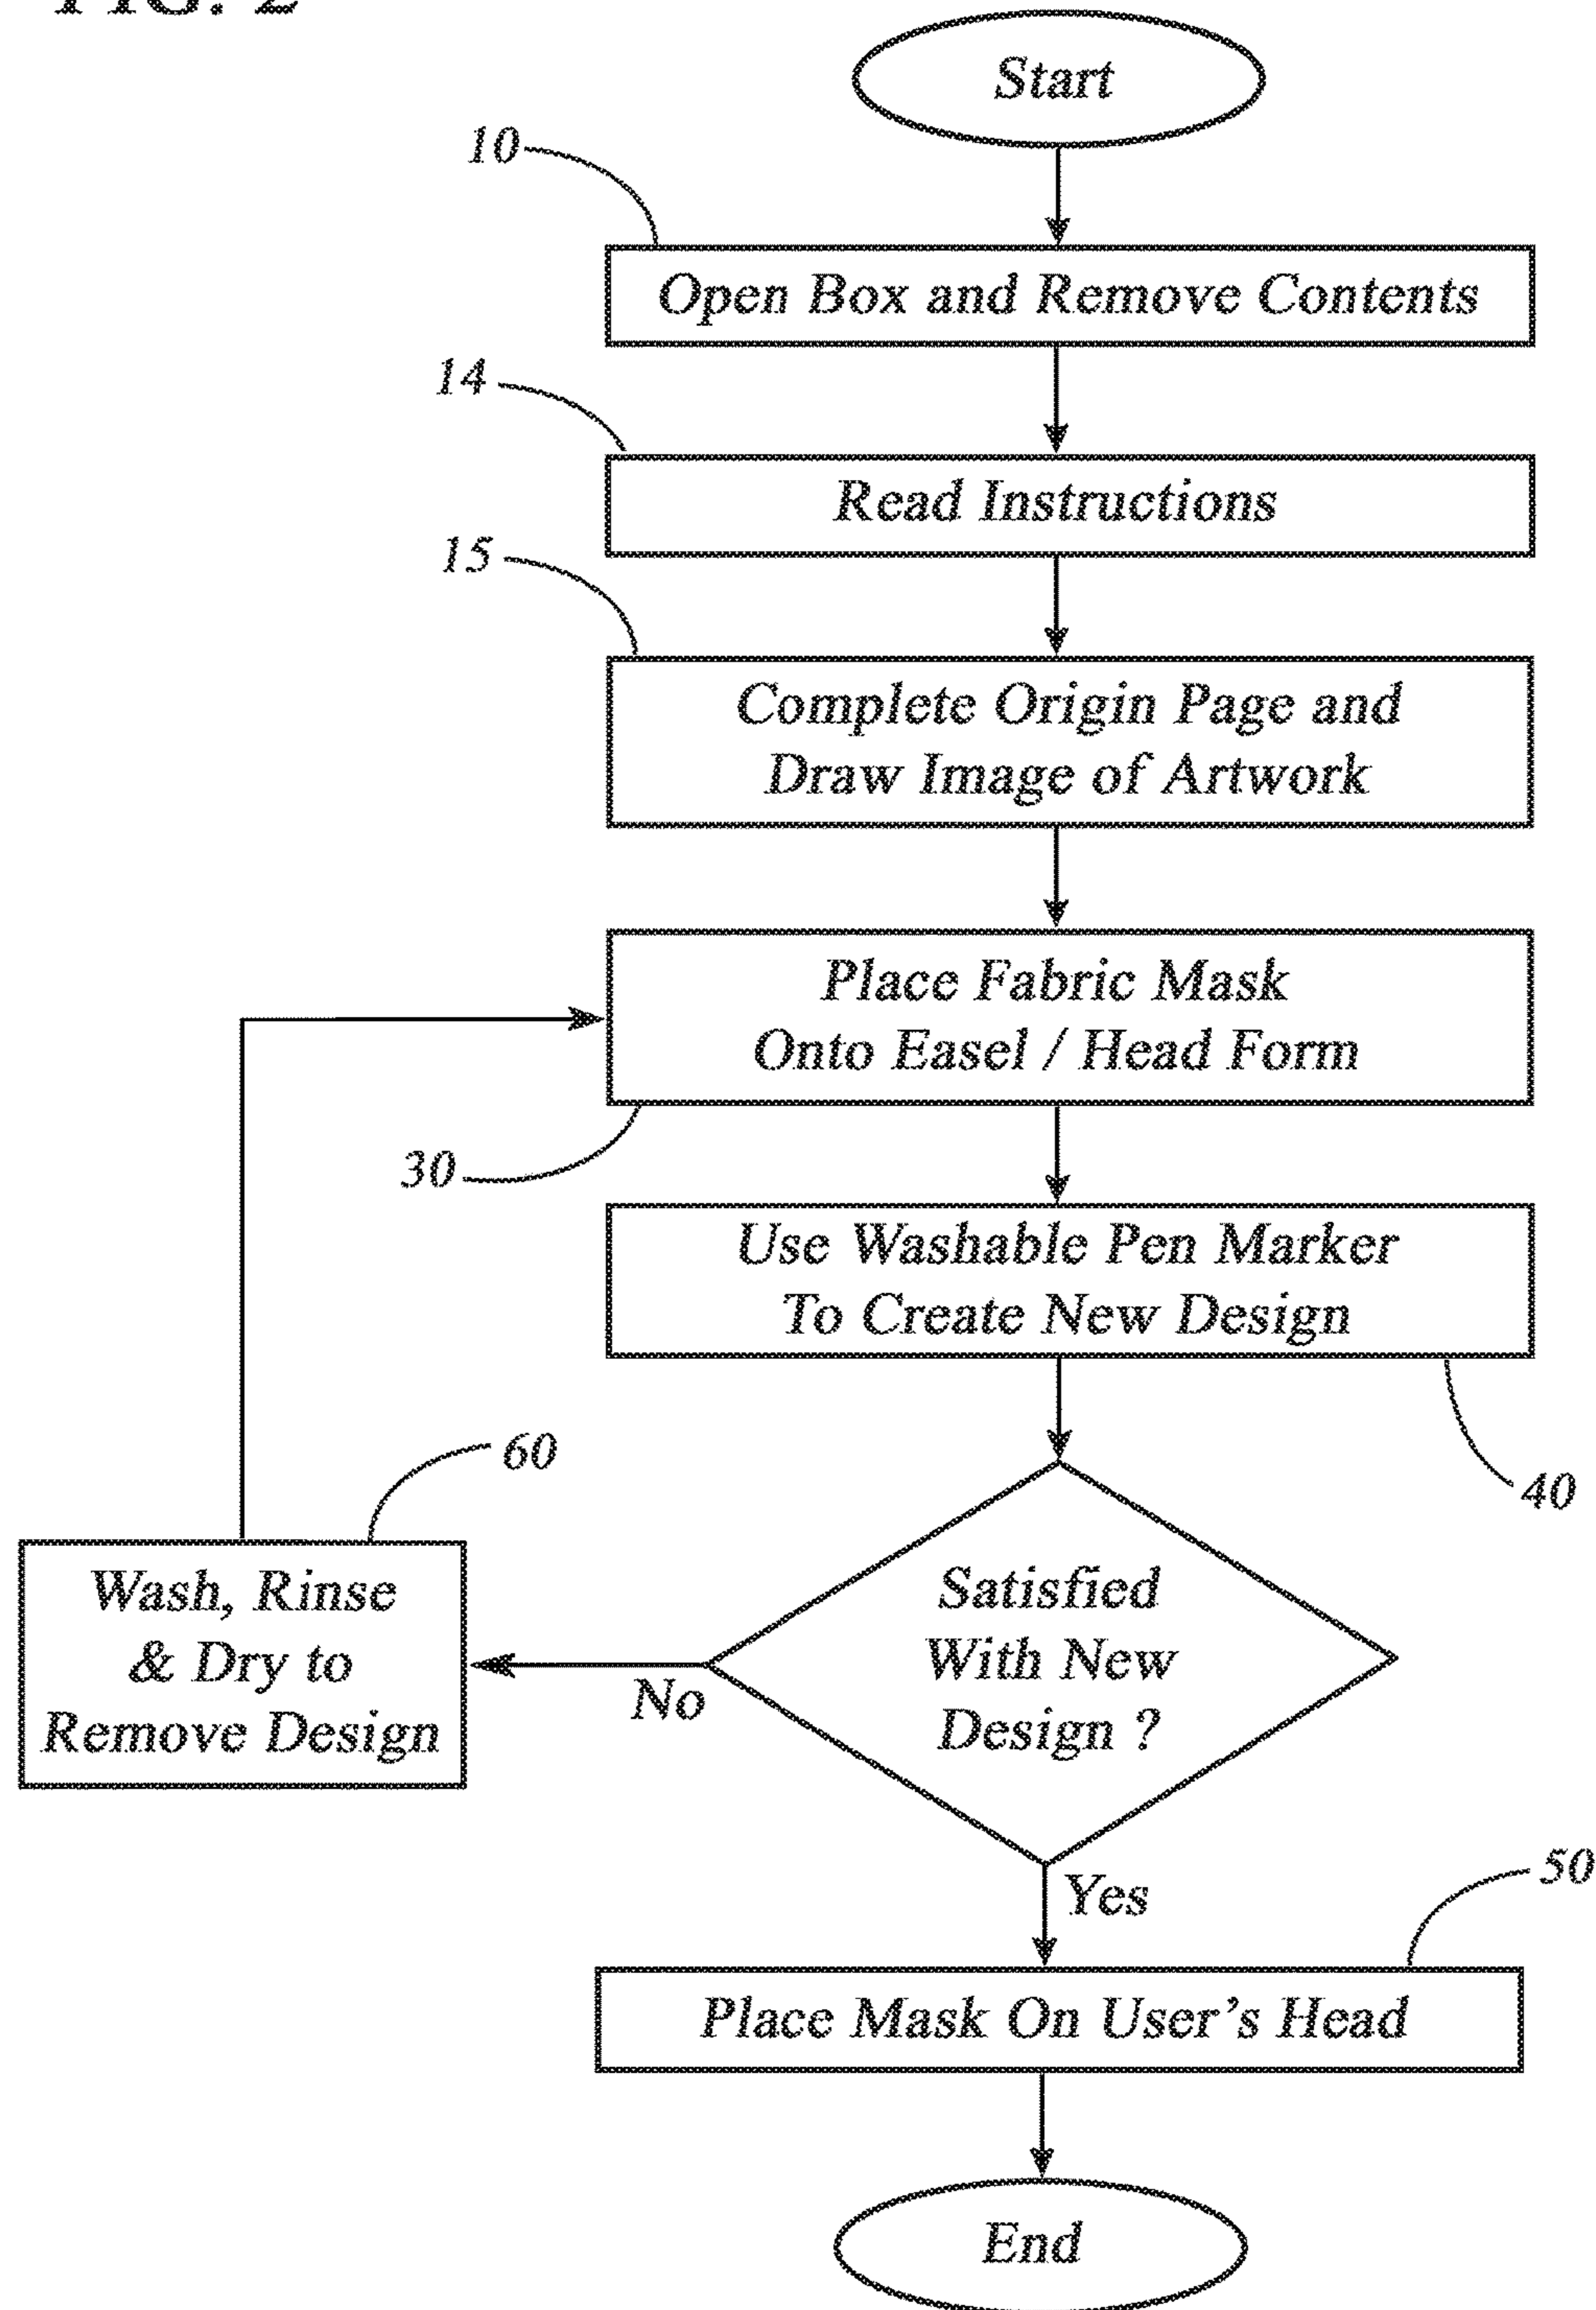 FIG. 2
Start
10
Open Box and Remove Contents
14
Read Instructions
15
Complete Origin Page and
Draw Image of Artwork
Place Fabric Mask
Onto Easel / Head Form
30
Use Washable Pen Marker
To Create New Design
40
60
Wash, Rinse
& Dry to
Remove Design
No
Satisfied
With New
Design ?
Yes
50
Place Mask On User's Head
End